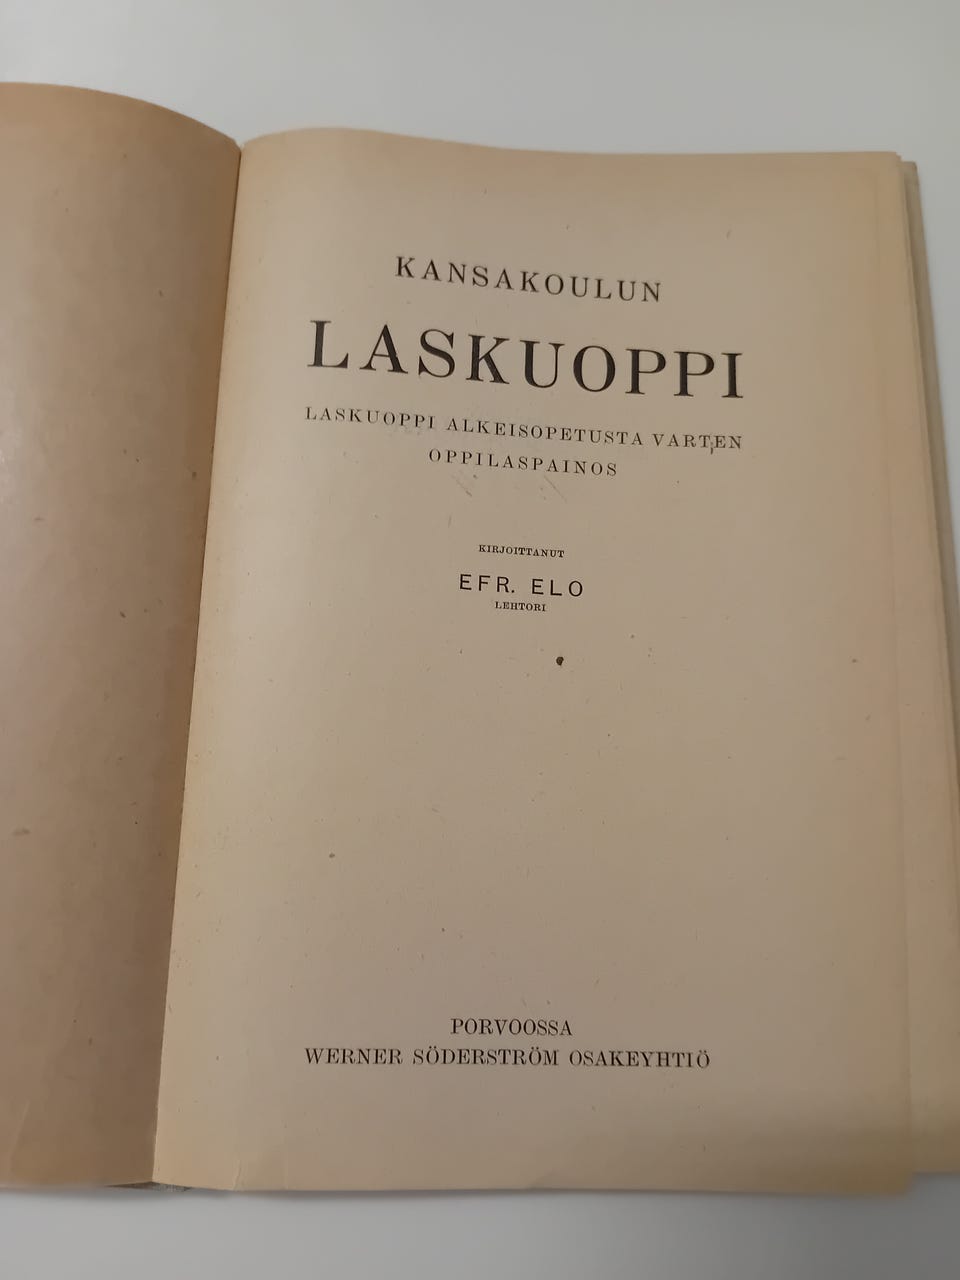 KANSAKOULUN
LASKUOPPI
LASKUOPPI ALKEISOPETUSTA VARTEN
OPPILASPAINOS
KIRJOITTANUT
EFR. ELO
LEHTORI
PORVOOSSA
WERNER SÖDERSTRÖM OSAKEYHTIÖ